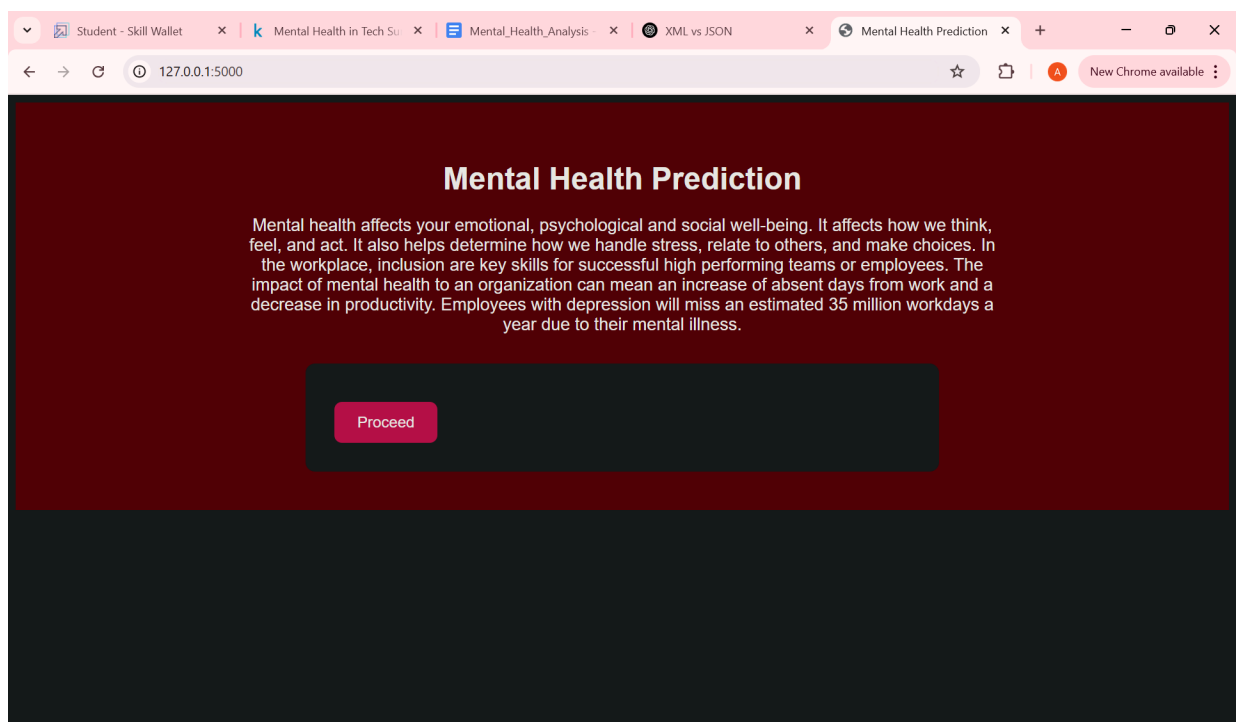 Student - Skill Wallet
Mental Health in Tech Su
Mental_Health_Analysis
XML vs JSON
Mental Health Prediction
127.0.0.1:5000
A
New Chrome available
Mental Health Prediction
Mental health affects your emotional, psychological and social well-being. It affects how we think,
feel, and act. It also helps determine how we handle stress, relate to others, and make choices. In
the workplace, inclusion are key skills for successful high performing teams or employees. The
impact of mental health to an organization can mean an increase of absent days from work and a
decrease in productivity. Employees with depression will miss an estimated 35 million workdays a
year due to their mental illness.
Proceed